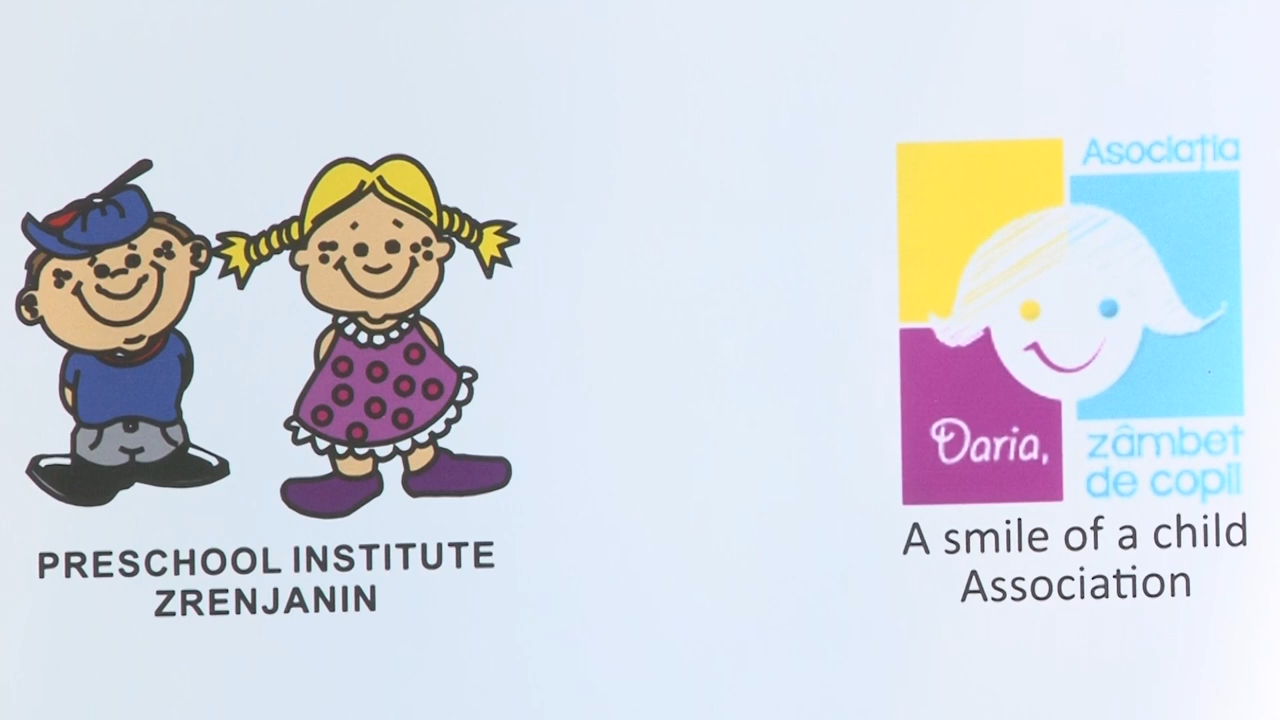 PRESCHOOL INSTITUTE
ZRENJANIN
Asociația
Daria,
zâmbet
de copil
A smile of a child
Association